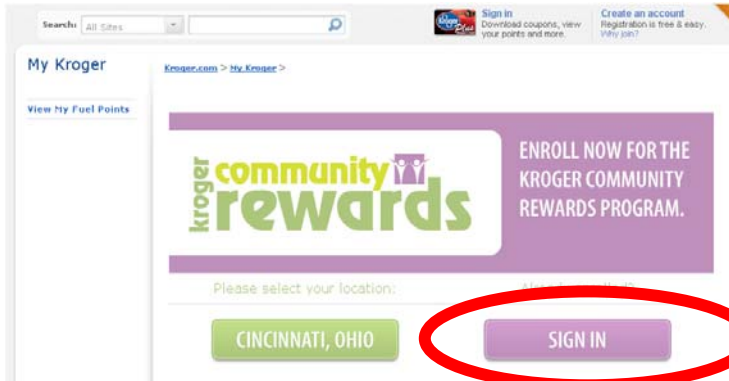 Search: All Sites
Kroger Plus
Sign in
Download coupons, view
your points and more.
Create an account
Registration is free & easy.
Why join?
My Kroger
Kroger.com > My Kroger >
View My Fuel Points
kroger
community
rewards
ENROLL NOW FOR THE
KROGER COMMUNITY
REWARDS PROGRAM.
Please select your location:
CINCINNATI, OHIO
SIGN IN